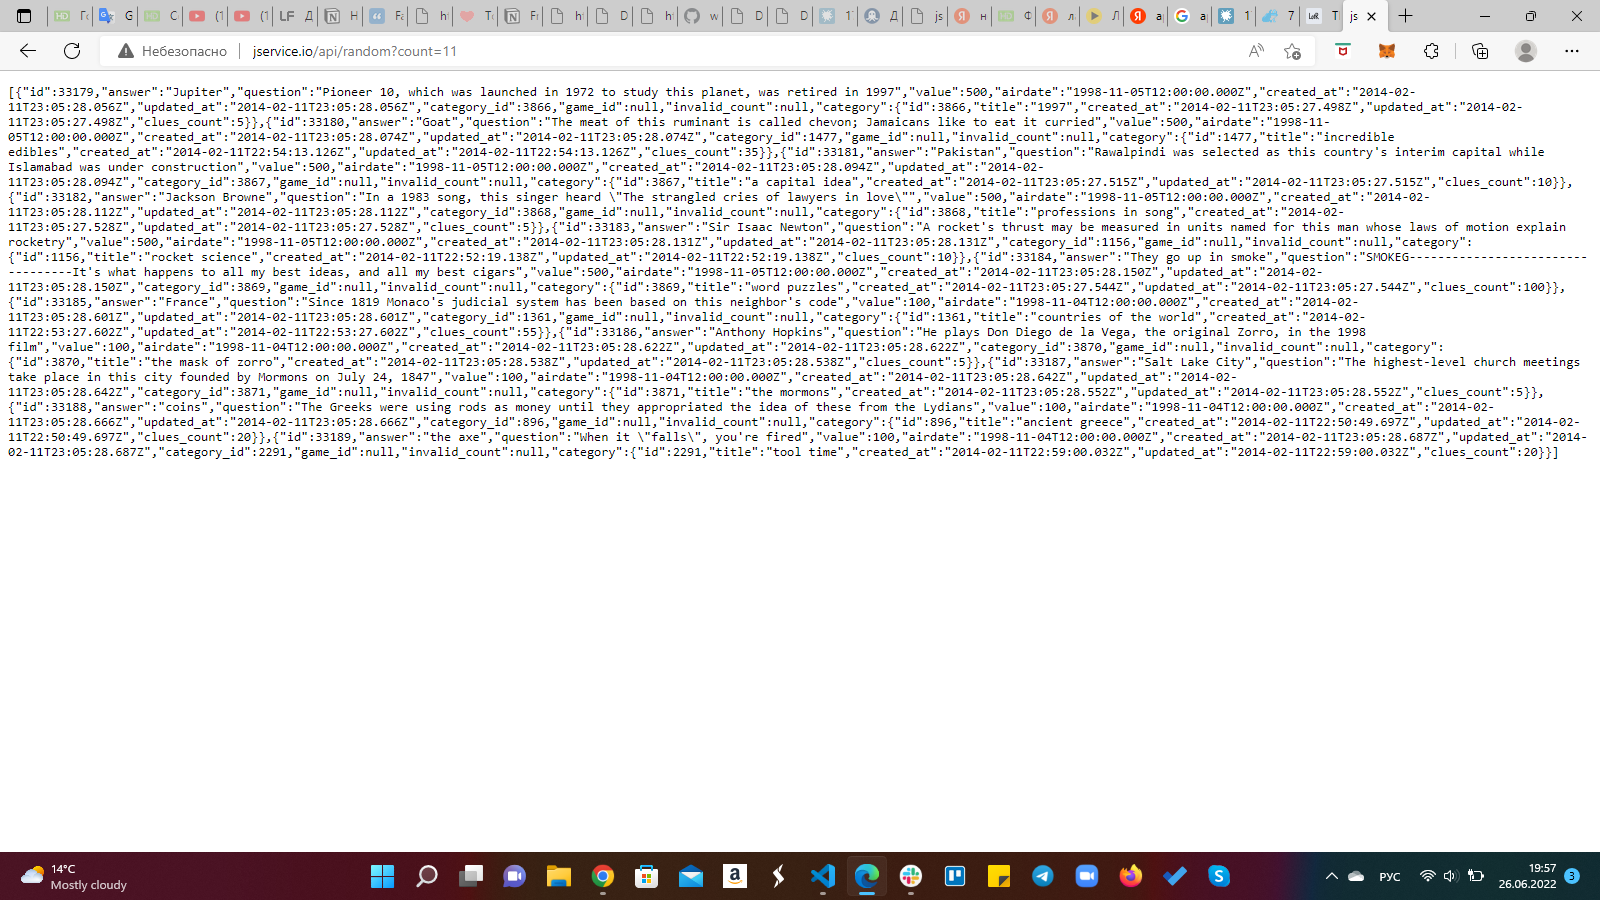 Небезопасно
jservice.io/api/random?count=11
[{"id":33179,"answer":"Jupiter","question":"Pioneer 10, which was launched in 1972 to study this planet, was retired in 1997","value":500,"airdate":"1998-11-05T12:00:00.000Z","created_at":"2014-02-
11T23:05:28.056Z","updated_at":"2014-02-11T23:05:28.056Z","category_id":3866,"game_id":null,"invalid_count":null,"category":{"id":3866,"title":"1997","created_at":"2014-02-11T23:05:27.498Z","updated_at":"2014-02-
11T23:05:27.498Z","clues_count":5}},{"id":33180,"answer":"Goat","question":"The meat of this ruminant is called chevon; Jamaicans like to eat it curried","value":500,"airdate":"1998-11-
05T12:00:00.000Z","created_at":"2014-02-11T23:05:28.074Z","updated_at":"2014-02-11T23:05:28.074Z","category_id":1477,"game_id":null,"invalid_count":null,"category":{"id":1477,"title":"incredible
edibles","created_at":"2014-02-11T22:54:13.126Z","updated_at":"2014-02-11T22:54:13.126Z","clues_count":35}},{"id":33181,"answer":"Pakistan","question":"Rawalpindi was selected as this country's interim capital while
Islamabad was under construction","value":500,"airdate":"1998-11-05T12:00:00.000Z","created_at":"2014-02-11T23:05:28.094Z","updated_at":"2014-02-
11T23:05:28.094Z","category_id":3867,"game_id":null,"invalid_count":null,"category":{"id":3867,"title":"a capital idea","created_at":"2014-02-11T23:05:27.515Z","updated_at":"2014-02-11T23:05:27.515Z","clues_count":10}},
{"id":33182,"answer":"Jackson Browne","question":"In a 1983 song, this singer heard \"The strangled cries of lawyers in love\"","value":500,"airdate":"1998-11-05T12:00:00.000Z","created_at":"2014-02-
11T23:05:28.112Z","updated_at":"2014-02-11T23:05:28.112Z","category_id":3868,"game_id":null,"invalid_count":null,"category":{"id":3868,"title":"professions in song","created_at":"2014-02-
11T23:05:27.528Z","updated_at":"2014-02-11T23:05:27.528Z","clues_count":5}},{"id":33183,"answer":"Sir Isaac Newton","question":"A rocket's thrust may be measured in units named for this man whose laws of motion explain
rocketry","value":500,"airdate":"1998-11-05T12:00:00.000Z","created_at":"2014-02-11T23:05:28.131Z","updated_at":"2014-02-11T23:05:28.131Z","category_id":1156,"game_id":null,"invalid_count":null,"category":
{"id":1156,"title":"rocket science","created_at":"2014-02-11T22:52:19.138Z","updated_at":"2014-02-11T22:52:19.138Z","clues_count":10}},{"id":33184,"answer":"They go up in smoke","question":"SMOKEG-------------------------
---------It's what happens to all my best ideas, and all my best cigars","value":500,"airdate":"1998-11-05T12:00:00.000Z","created_at":"2014-02-11T23:05:28.150Z","updated_at":"2014-02-
11T23:05:28.150Z","category_id":3869,"game_id":null,"invalid_count":null,"category":{"id":3869,"title":"word puzzles","created_at":"2014-02-11T23:05:27.544Z","updated_at":"2014-02-11T23:05:27.544Z","clues_count":100}},
{"id":33185,"answer":"France","question":"Since 1819 Monaco's judicial system has been based on this neighbor's code","value":100,"airdate":"1998-11-04T12:00:00.000Z","created_at":"2014-02-
11T23:05:28.601Z","updated_at":"2014-02-11T23:05:28.601Z","category_id":1361,"game_id":null,"invalid_count":null,"category":{"id":1361,"title":"countries of the world","created_at":"2014-02-
11T22:53:27.602Z","updated_at":"2014-02-11T22:53:27.602Z","clues_count":55}},{"id":33186,"answer":"Anthony Hopkins","question":"He plays Don Diego de la Vega, the original Zorro, in the 1998
film","value":100,"airdate":"1998-11-04T12:00:00.000Z","created_at":"2014-02-11T23:05:28.622Z","updated_at":"2014-02-11T23:05:28.622Z","category_id":3870,"game_id":null,"invalid_count":null,"category":
{"id":3870,"title":"the mask of zorro","created_at":"2014-02-11T23:05:28.538Z","updated_at":"2014-02-11T23:05:28.538Z","clues_count":5}},{"id":33187,"answer":"Salt Lake City","question":"The highest-level church meetings
take place in this city founded by Mormons on July 24, 1847","value":100,"airdate":"1998-11-04T12:00:00.000Z","created_at":"2014-02-11T23:05:28.642Z","updated_at":"2014-02-
11T23:05:28.642Z","category_id":3871,"game_id":null,"invalid_count":null,"category":{"id":3871,"title":"the mormons","created_at":"2014-02-11T23:05:28.552Z","updated_at":"2014-02-11T23:05:28.552Z","clues_count":5}},
{"id":33188,"answer":"coins","question":"The Greeks were using rods as money until they appropriated the idea of these from the Lydians","value":100,"airdate":"1998-11-04T12:00:00.000Z","created_at":"2014-02-
11T23:05:28.666Z","updated_at":"2014-02-11T23:05:28.666Z","category_id":896,"game_id":null,"invalid_count":null,"category":{"id":896,"title":"ancient greece","created_at":"2014-02-11T22:50:49.697Z","updated_at":"2014-02-
11T22:50:49.697Z","clues_count":20}},{"id":33189,"answer":"the axe","question":"When it \"falls\", you're fired","value":100,"airdate":"1998-11-04T12:00:00.000Z","created_at":"2014-02-11T23:05:28.687Z","updated_at":"2014-
02-11T23:05:28.687Z","category_id":2291,"game_id":null,"invalid_count":null,"category":{"id":2291,"title":"tool time","created_at":"2014-02-11T22:59:00.032Z","updated_at":"2014-02-11T22:59:00.032Z","clues_count":20}}]
14°C
Mostly cloudy
РУС
19:57
26.06.2022
3